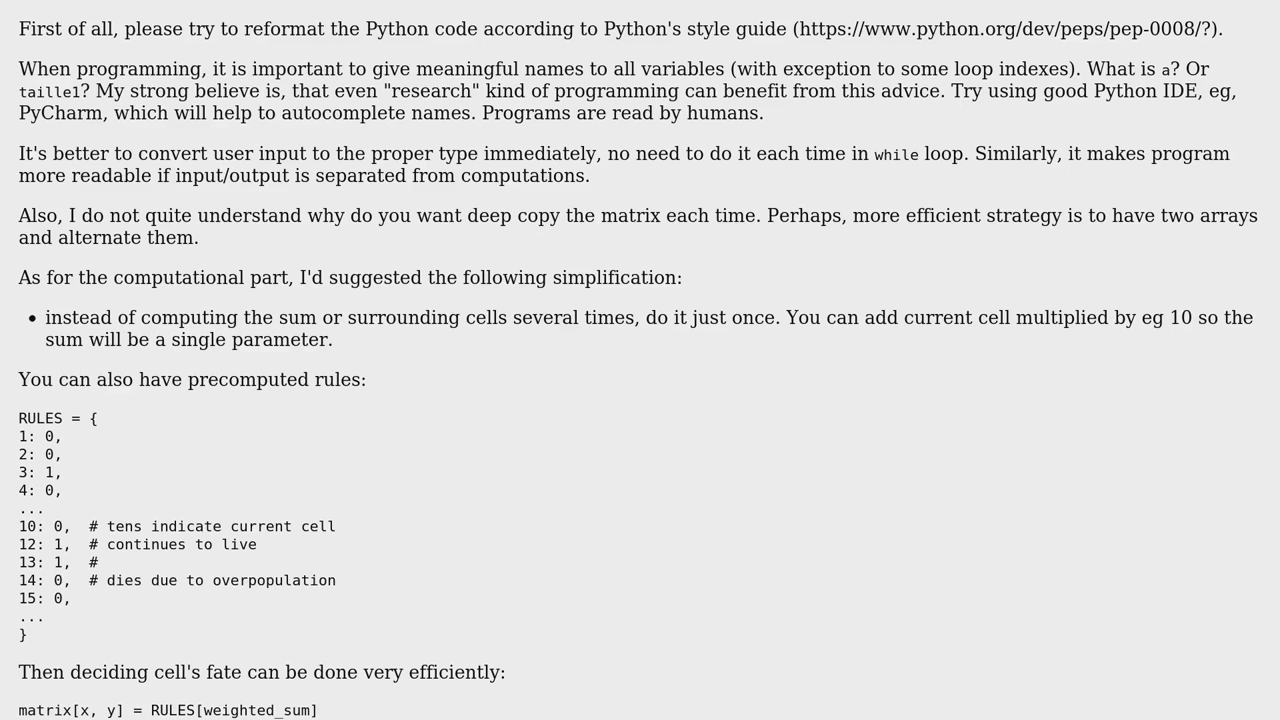 First of all, please try to reformat the Python code according to Python's style guide (https://www.python.org/dev/peps/pep-0008/?).
When programming, it is important to give meaningful names to all variables (with exception to some loop indexes). What is a? Or
taille1? My strong believe is, that even "research" kind of programming can benefit from this advice. Try using good Python IDE, eg,
PyCharm, which will help to autocomplete names. Programs are read by humans.
It's better to convert user input to the proper type immediately, no need to do it each time in while loop. Similarly, it makes program
more readable if input/output is separated from computations.
Also, I do not quite understand why do you want deep copy the matrix each time. Perhaps, more efficient strategy is to have two arrays
and alternate them.
As for the computational part, I'd suggested the following simplification:
• instead of computing the sum or surrounding cells several times, do it just once. You can add current cell multiplied by eg 10 so the
sum will be a single parameter.
You can also have precomputed rules:
RULES = {
1: 0,
2: 0,
3: 1,
4: 0,
...
10: 0,  # tens indicate current cell
12: 1,  # continues to live
13: 1,  #
14: 0,  # dies due to overpopulation
15: 0,
...
}
Then deciding cell's fate can be done very efficiently:
matrix[x, y] = RULES[weighted_sum]